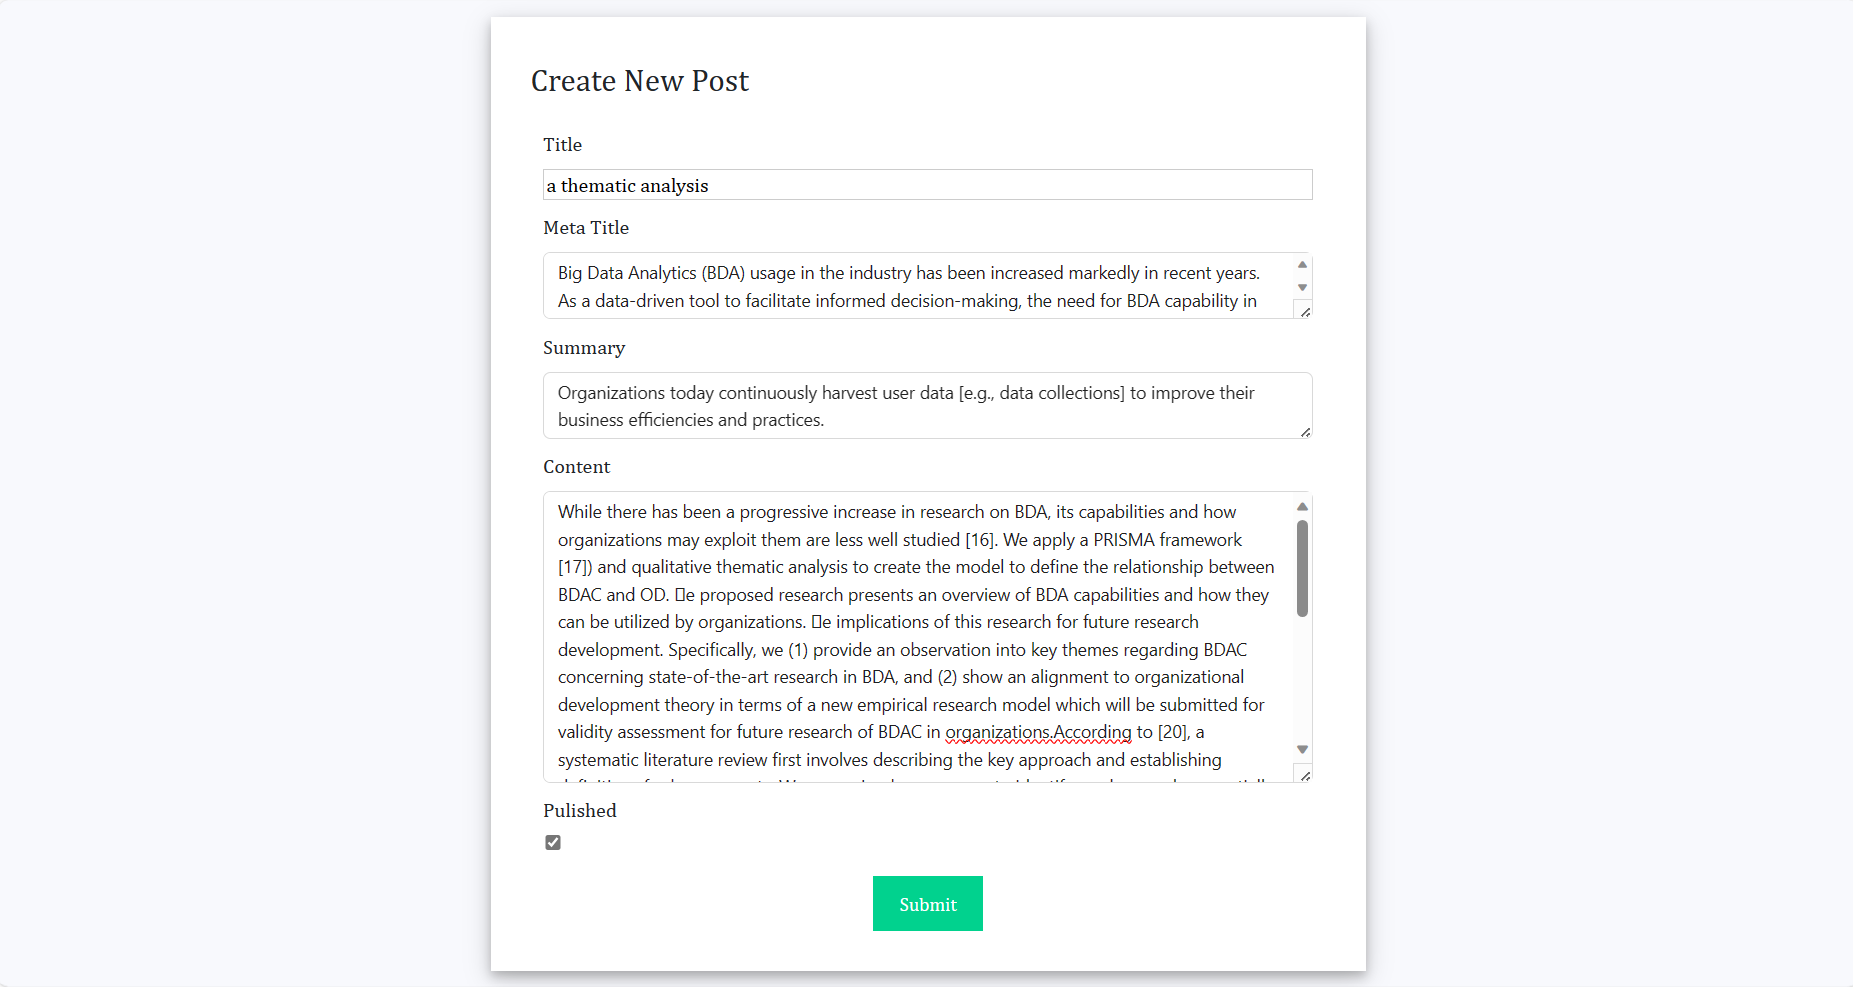 Create New Post
Title
a thematic analysis
Meta Title
Big Data Analytics (BDA) usage in the industry has been increased markedly in recent years.
As a data-driven tool to facilitate informed decision-making, the need for BDA capability in
Summary
Organizations today continuously harvest user data [e.g., data collections] to improve their
business efficiencies and practices.
Content
While there has been a progressive increase in research on BDA, its capabilities and how
organizations may exploit them are less well studied [16]. We apply a PRISMA framework
[17]) and qualitative thematic analysis to create the model to define the relationship between
BDAC and OD. ▯e proposed research presents an overview of BDA capabilities and how they
can be utilized by organizations. ▯e implications of this research for future research
development. Specifically, we (1) provide an observation into key themes regarding BDAC
concerning state-of-the-art research in BDA, and (2) show an alignment to organizational
development theory in terms of a new empirical research model which will be submitted for
validity assessment for future research of BDAC in organizations.According to [20], a
systematic literature review first involves describing the key approach and establishing
Pulished
Submit